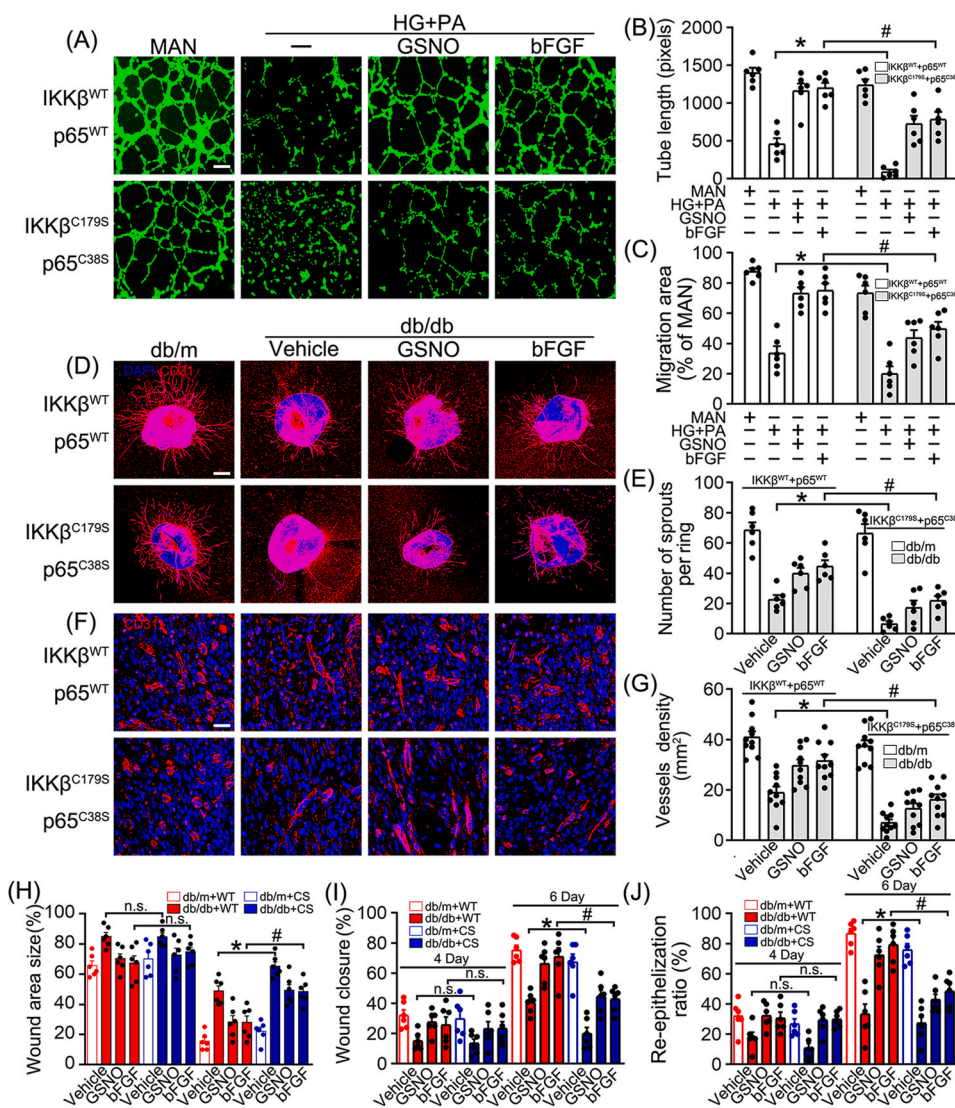 (A)
HG+PA
MAN
—
GSNO
bFGF
IKKβWT
p65WT
IKKβC179S
p65C38S
(B)
Tube length (pixels)
2000
1500
1000
500
0
*
#
IKKβWT+p65WT
IKKβC179S+p65C38
MAN + − − − + − − −
HG+PA − + + + − + + +
GSNO − − + − − − + −
bFGF − − − + − − − +
(C)
Migration area
(% of MAN)
100
80
60
40
20
0
*
#
IKKβWT+p65WT
IKKβC179S+p65C38
MAN + − − − + − − −
HG+PA − + + + − + + +
GSNO − − + − − − + −
bFGF − − − + − − − +
(D)
db/db
db/m
Vehicle
GSNO
bFGF
DAPI CD31
IKKβWT
p65WT
IKKβC179S
p65C38S
(E)
Number of sprouts
per ring
100
80
60
40
20
0
IKKβWT+p65WT
*
#
IKKβC179S+p65C38
db/m
db/db
Vehicle
GSNO
bFGF
Vehicle
GSNO
bFGF
(F)
IKKβWT
p65WT
IKKβC179S
p65C38S
(G)
Vessels density
(mm2)
60
40
20
0
IKKβWT+p65WT
*
#
IKKβC179S+p65C38
db/m
db/db
Vehicle
GSNO
bFGF
Vehicle
GSNO
bFGF
(H)
Wound area size(%)
100
80
60
40
20
0
db/m+WT
db/db+WT
db/m+CS
db/db+CS
n.s.
n.s.
*
#
Vehicle
GSNO
bFGF
Vehicle
GSNO
bFGF
Vehicle
GSNO
bFGF
Vehicle
GSNO
bFGF
(I)
Wound closure (%)
100
80
60
40
20
0
db/m+WT
db/db+WT
db/m+CS
db/db+CS
4 Day
6 Day
n.s.
n.s.
*
#
Vehicle
GSNO
bFGF
Vehicle
GSNO
bFGF
Vehicle
GSNO
bFGF
Vehicle
GSNO
bFGF
(J)
Re-epithelization
ratio (%)
100
80
60
40
20
0
db/m+WT
db/db+WT
db/m+CS
db/db+CS
4 Day
6 Day
n.s.
n.s.
*
#
Vehicle
GSNO
bFGF
Vehicle
GSNO
bFGF
Vehicle
GSNO
bFGF
Vehicle
GSNO
bFGF